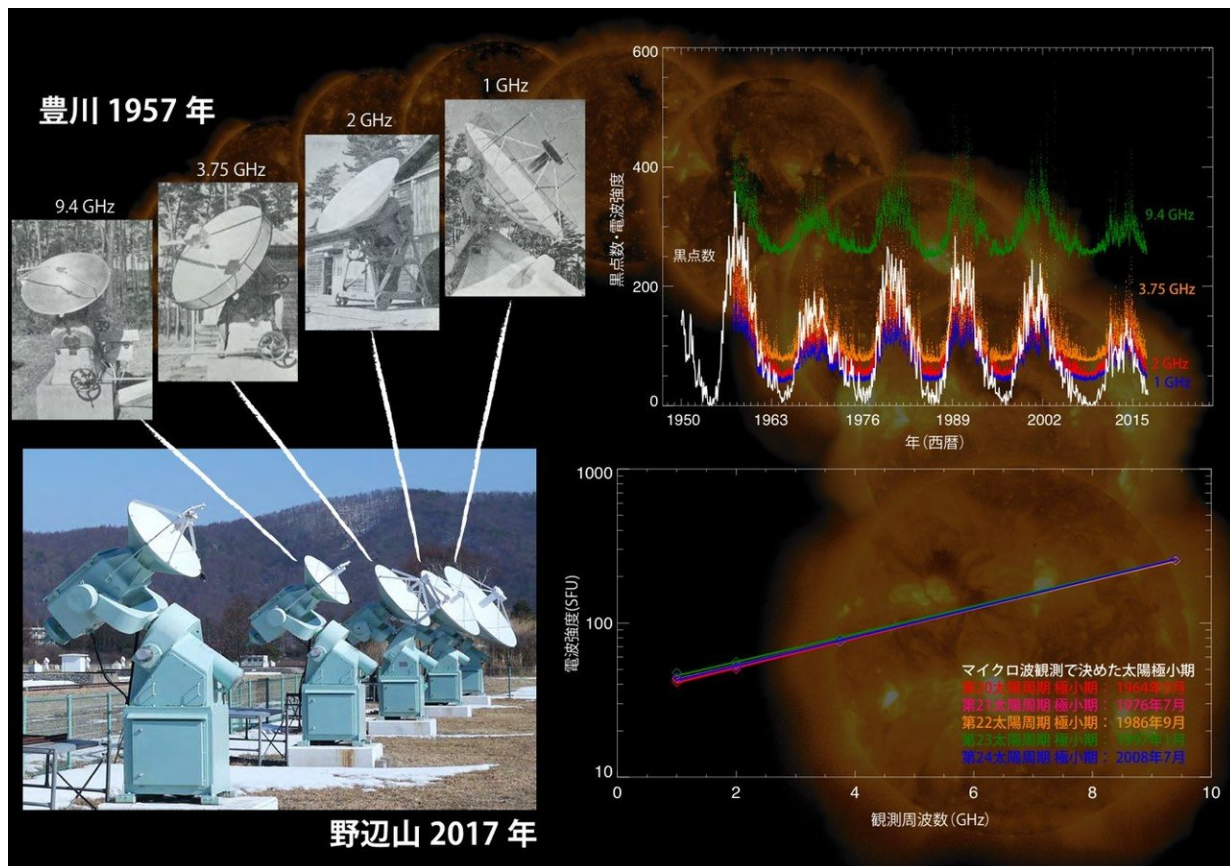 豊川 1957 年
1 GHz
2 GHz
3.75 GHz
9.4 GHz
野辺山 2017 年
600
400
200
0
黒点数・電波強度
黒点数
9.4 GHz
3.75 GHz
2 GHz
1 GHz
1950 1963 1976 1989 2002 2015
年(西暦)
1000
100
10
電波強度(SFU)
マイクロ波観測で決めた太陽極小期
第20太陽周期 極小期: 1964年5月
第21太陽周期 極小期: 1976年7月
第22太陽周期 極小期: 1986年9月
第23太陽周期 極小期:
第24太陽周期 極小期: 2008年7月
0 2 4 6 8 10
観測周波数(GHz)